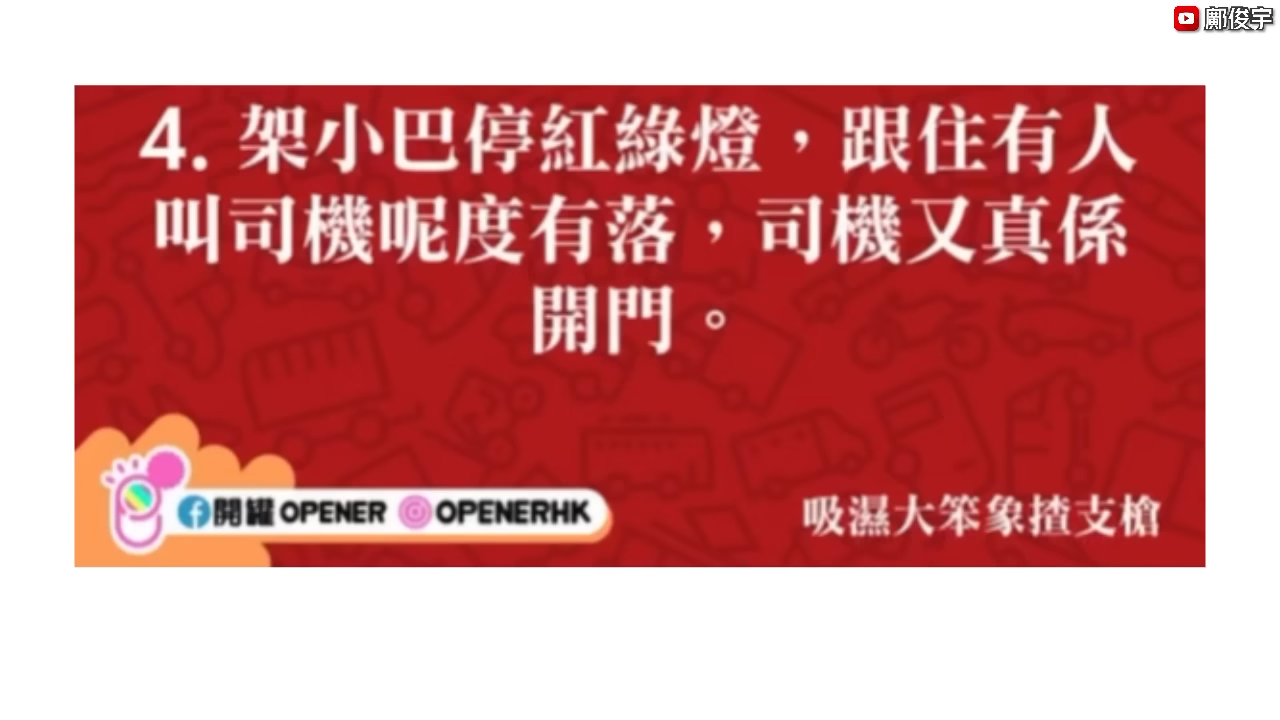 鄺俊宇
4. 架小巴停紅綠燈，跟住有人
叫司機呢度有落，司機又真係
開門。
開罐 OPENER OPENERHK
吸濕大笨象揸支槍